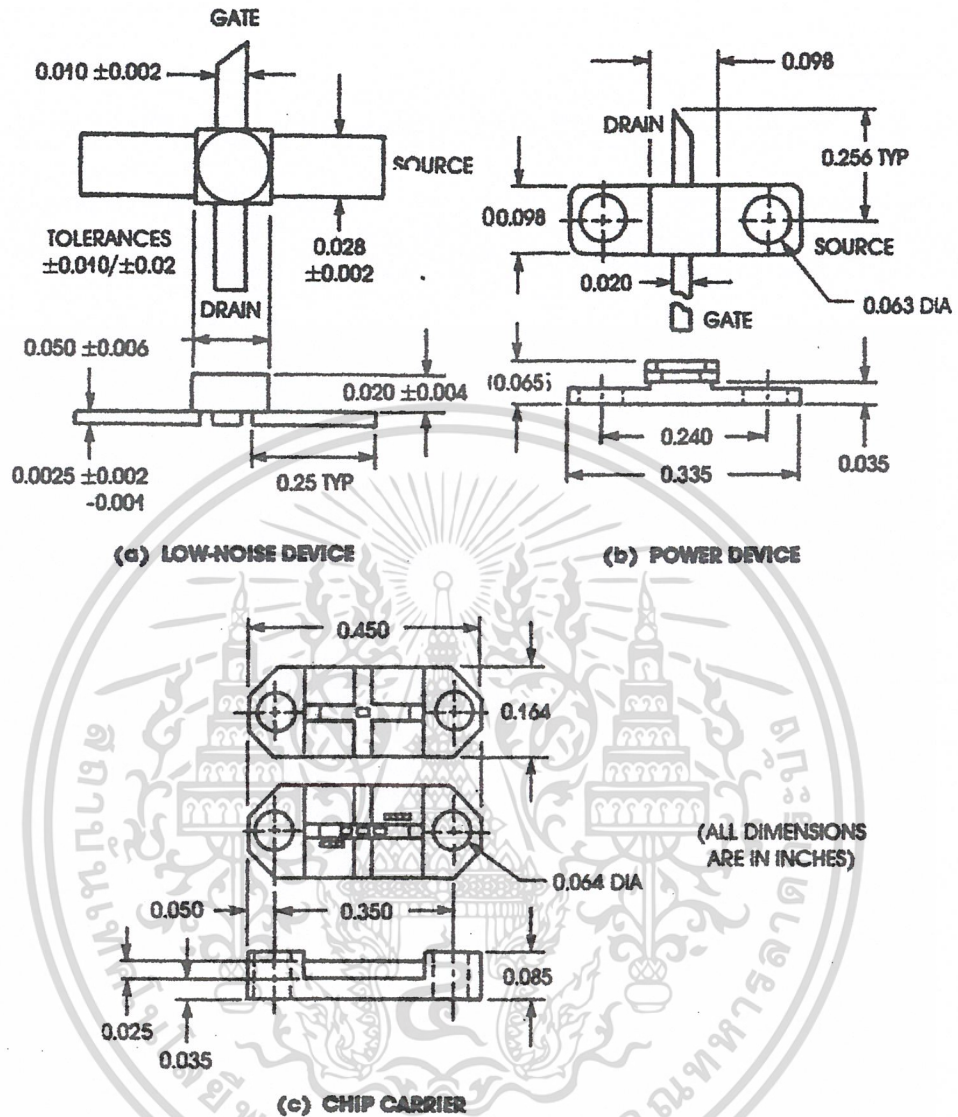 GATE
0.010 ±0.002
SOURCE
TOLERANCES
±0.010/±0.02
0.028
±0.002
DRAIN
0.050 ±0.006
0.020 ±0.004
0.0025 ±0.002
-0.001
0.25 TYP
(a) LOW-NOISE DEVICE
0.098
DRAIN
0.256 TYP
0.098
SOURCE
0.020
0.063 DIA
GATE
(0.065)
0.240
0.035
0.335
(b) POWER DEVICE
0.450
0.164
(ALL DIMENSIONS
ARE IN INCHES)
0.064 DIA
0.050
0.350
0.085
0.025
0.035
(c) CHIP CARRIER